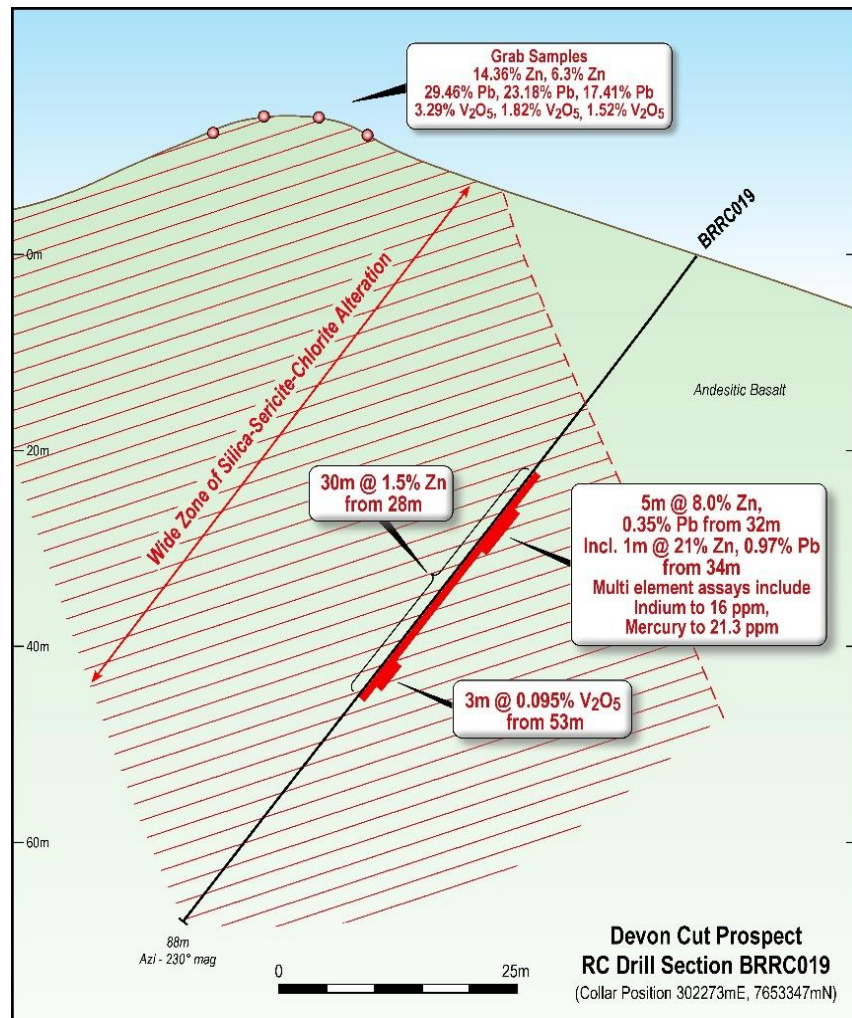 Grab Samples
14.36% Zn, 6.3% Zn
29.46% Pb, 23.18% Pb, 17.41% Pb
3.29% V₂O₅, 1.82% V₂O₅, 1.52% V₂O₅
BRRC019
0m
Wide Zone of Silica-Sericite-Chlorite Alteration
Andesitic Basalt
20m
30m @ 1.5% Zn
from 28m
5m @ 8.0% Zn,
0.35% Pb from 32m
Incl. 1m @ 21% Zn, 0.97% Pb
from 34m
Multi element assays include
Indium to 16 ppm,
Mercury to 21.3 ppm
40m
3m @ 0.095% V₂O₅
from 53m
60m
88m
Azi - 230° mag
0
25m
Devon Cut Prospect
RC Drill Section BRRC019
(Collar Position 302273mE, 7653347mN)